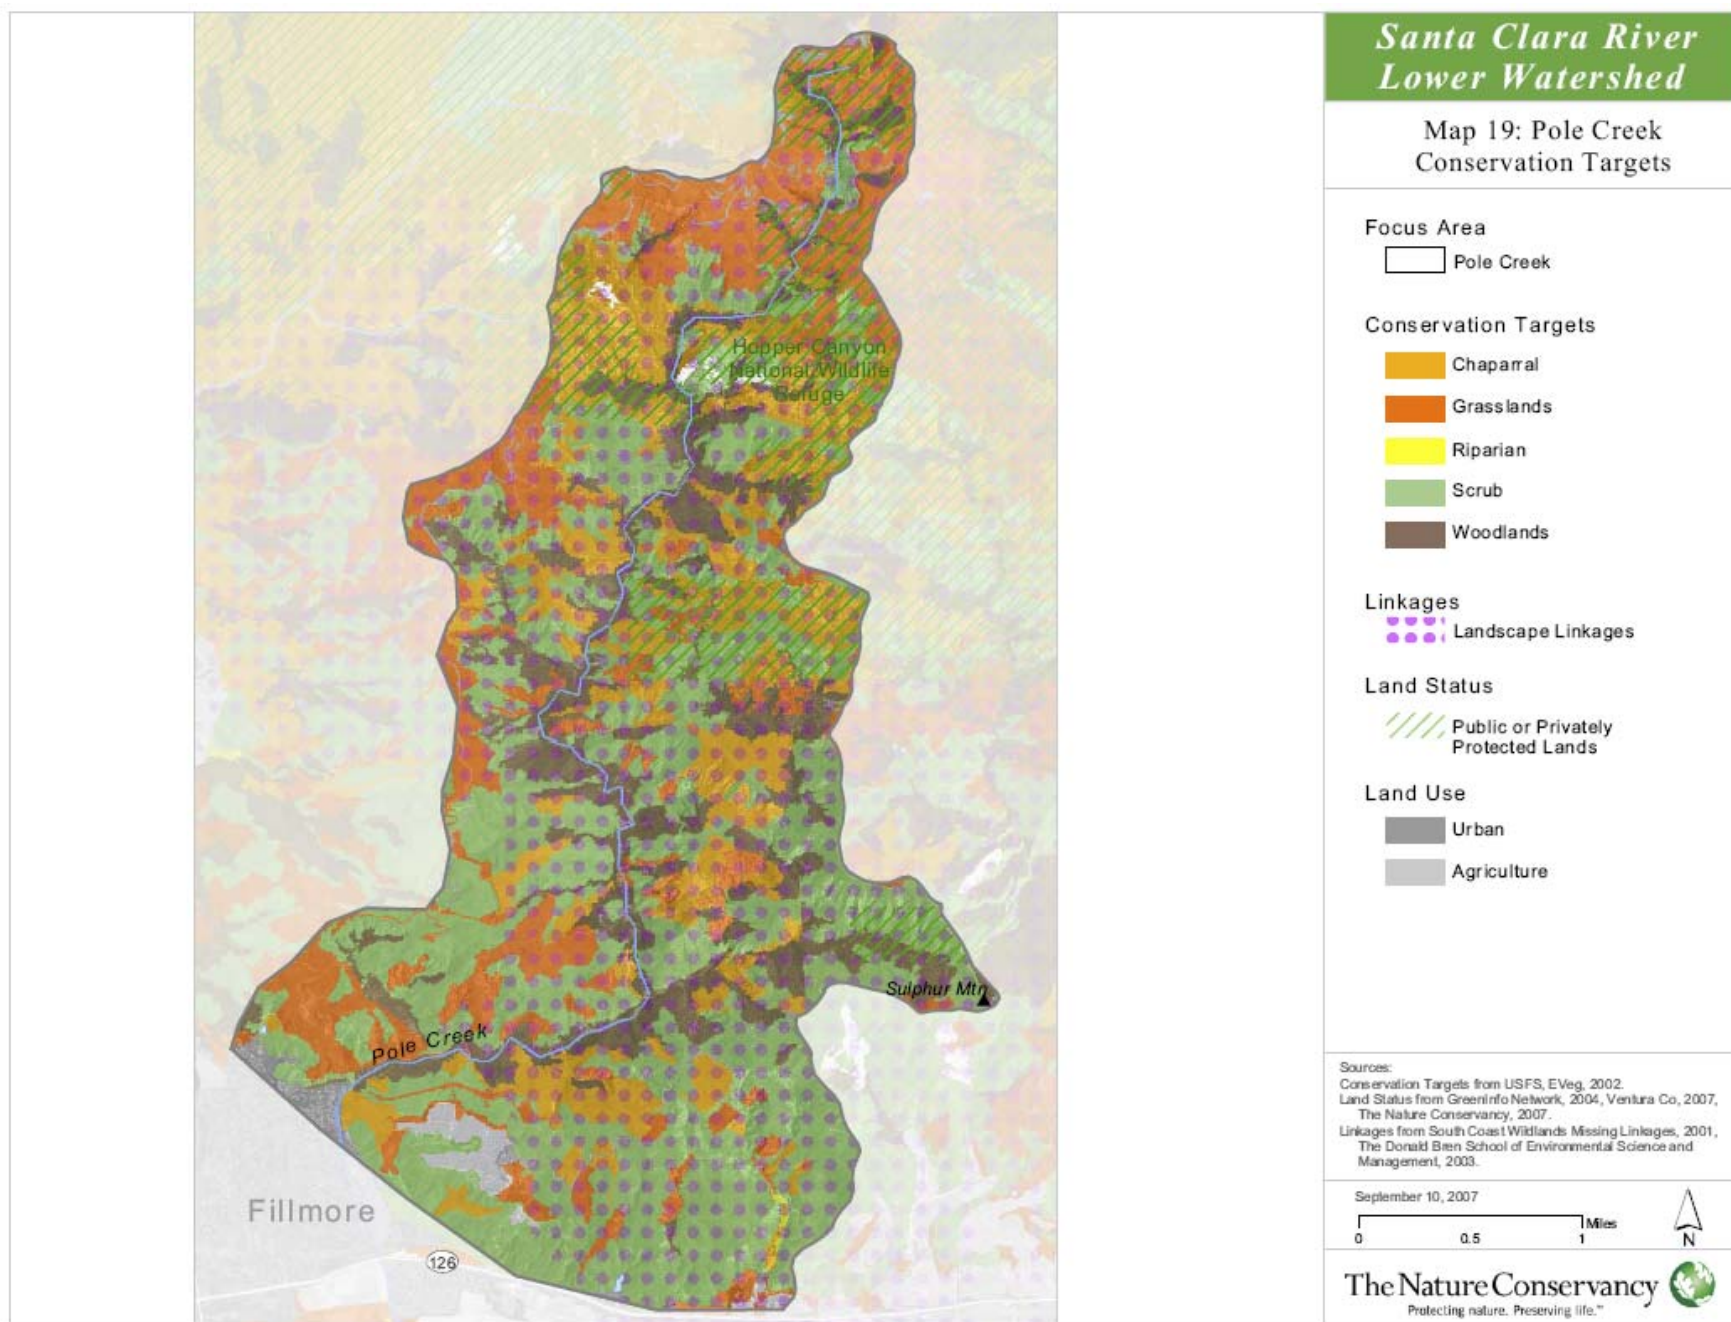 Santa Clara River
Lower Watershed
Map 19: Pole Creek
Conservation Targets
Focus Area
Pole Creek
Conservation Targets
Chaparral
Grasslands
Riparian
Scrub
Woodlands
Linkages
Landscape Linkages
Land Status
Public or Privately
Protected Lands
Land Use
Urban
Agriculture
Hopper Canyon
National Wildlife
Refuge
Sulphur Mtn
Pole Creek
Fillmore
126
Sources:
Conservation Targets from USFS, EVeg, 2002.
Land Status from GreenInfo Network, 2004, Ventura Co, 2007,
The Nature Conservancy, 2007.
Linkages from South Coast Wildlands Missing Linkages, 2001,
The Donald Bren School of Environmental Science and
Management, 2003.
September 10, 2007
Miles
0 0.5 1
N
The Nature Conservancy
Protecting nature. Preserving life.™